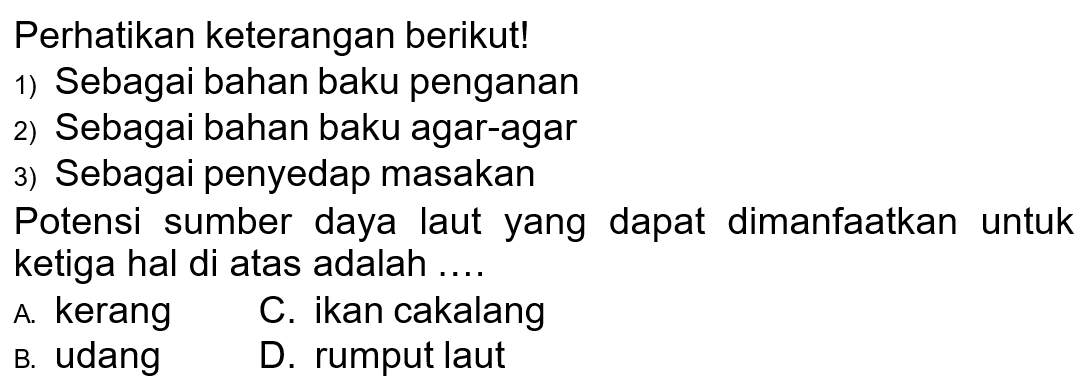 Perhatikan keterangan berikut!
1) Sebagai bahan baku penganan
2) Sebagai bahan baku agar-agar
3) Sebagai penyedap masakan
Potensi sumber daya laut yang dapat dimanfaatkan untuk
ketiga hal di atas adalah ....
A. kerang C. ikan cakalang
B. udang D. rumput laut